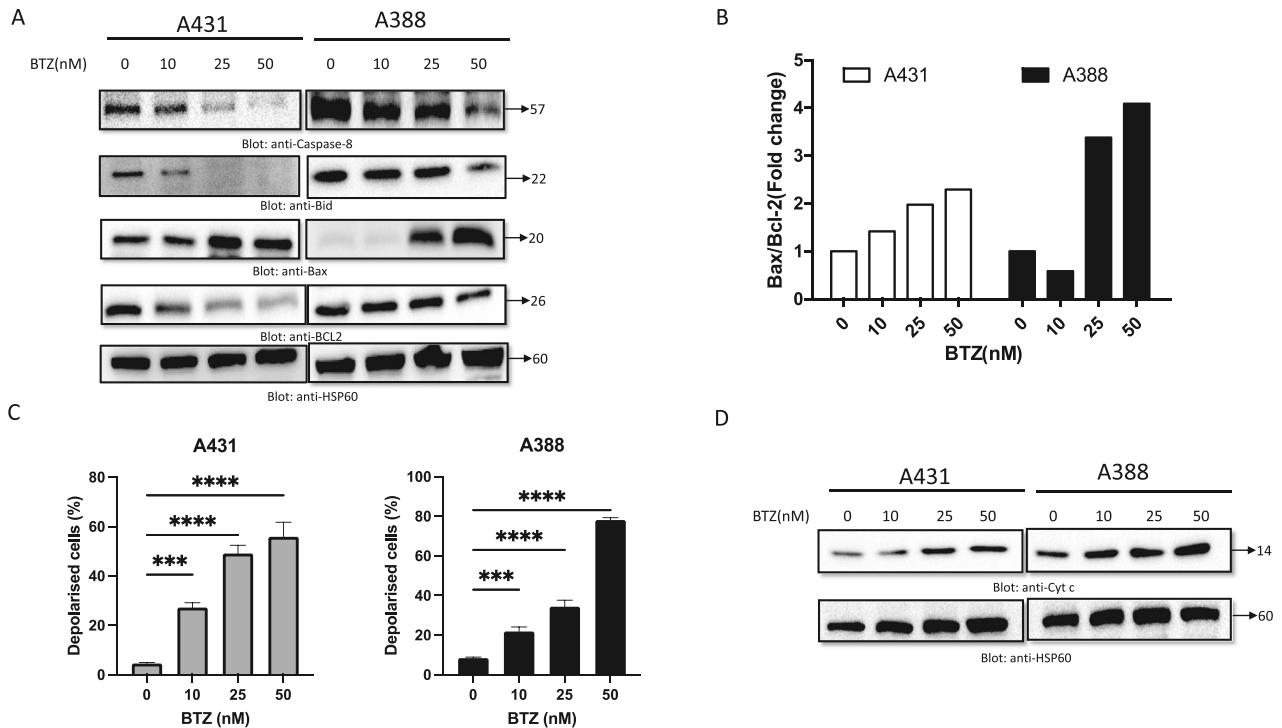 A
A431 A388
BTZ(nM) 0 10 25 50 0 10 25 50
57
Blot: anti-Caspase-8
22
Blot: anti-Bid
20
Blot: anti-Bax
26
Blot: anti-BCL2
60
Blot: anti-HSP60
B
Bax/Bcl-2(Fold change)
5
4
3
2
1
0
A431 A388
0 10 25 50 0 10 25 50
BTZ(nM)
C
A431
Depolarised cells (%)
80
60
40
20
0
****
****
***
0 10 25 50
BTZ (nM)
A388
Depolarised cells (%)
100
80
60
40
20
0
****
****
***
0 10 25 50
BTZ (nM)
D
A431 A388
BTZ(nM) 0 10 25 50 0 10 25 50
14
Blot: anti-Cyt c
60
Blot: anti-HSP60